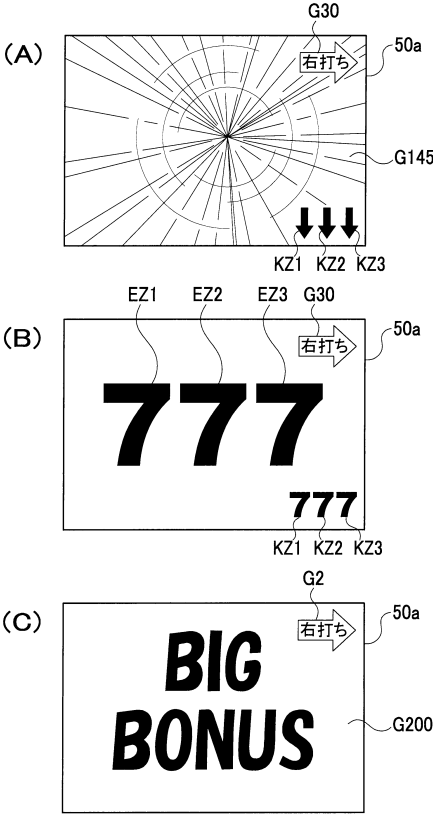 G30
(A)
右打ち
50a
G145
KZ1 KZ2 KZ3
EZ1 EZ2 EZ3 G30
(B)
右打ち
50a
777
777
KZ1 KZ2 KZ3
G2
(C)
右打ち
50a
BIG
BONUS
G200